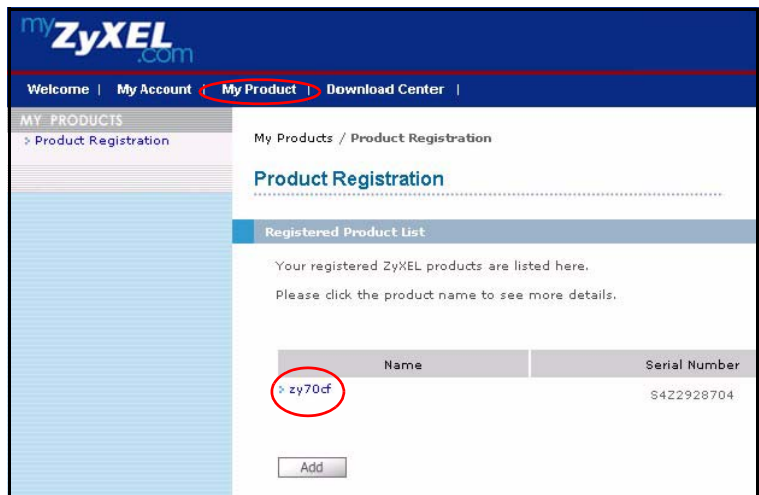 myZyXEL.com
Welcome | My Account | My Product | Download Center |
MY PRODUCTS
Product Registration
My Products / Product Registration
Product Registration
Registered Product List
Your registered ZyXEL products are listed here.
Please click the product name to see more details.
Name Serial Number
zy70cf S4Z2928704
Add